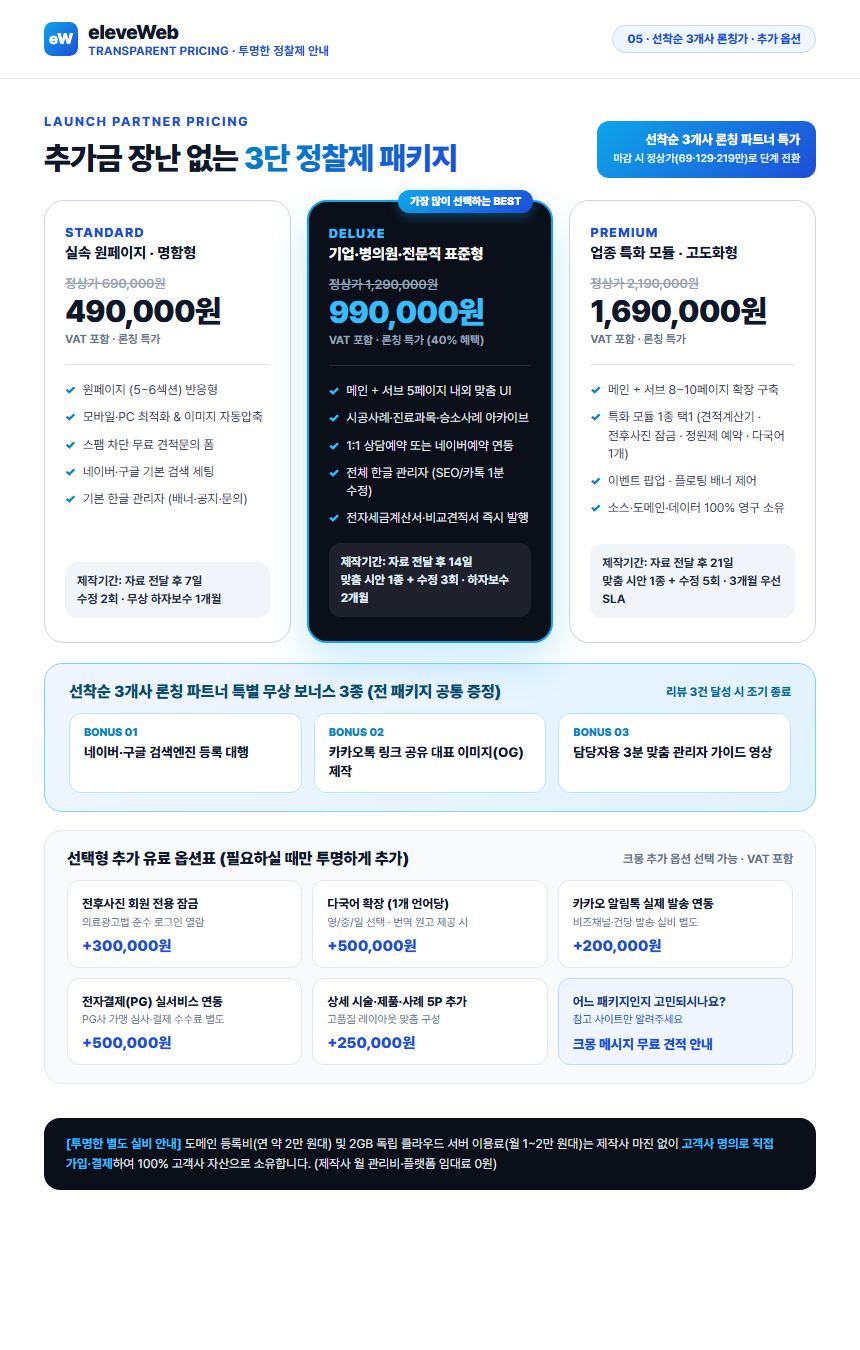 eW
eleveWeb
TRANSPARENT PRICING · 투명한 정찰제 안내
05 · 선착순 3개사 론칭가 · 추가 옵션
LAUNCH PARTNER PRICING
추가금 장난 없는 3단 정찰제 패키지
선착순 3개사 론칭 파트너 특가
마감 시 정상가(69·129·219만)로 단계 전환
STANDARD
실속 원페이지 · 명함형
정상가 690,000원
490,000원
VAT 포함 · 론칭 특가
원페이지 (5~6섹션) 반응형
모바일·PC 최적화 & 이미지 자동압축
스팸 차단 무료 견적문의 폼
네이버·구글 기본 검색 세팅
기본 한글 관리자 (배너·공지·문의)
제작기간: 자료 전달 후 7일
수정 2회 · 무상 하자보수 1개월
가장 많이 선택하는 BEST
DELUXE
기업·병의원·전문직 표준형
정상가 1,290,000원
990,000원
VAT 포함 · 론칭 특가 (40% 혜택)
메인 + 서브 5페이지 내외 맞춤 UI
시공사례·진료과목·승소사례 아카이브
1:1 상담예약 또는 네이버예약 연동
전체 한글 관리자 (SEO/카톡 1분
수정)
전자세금계산서·비교견적서 즉시 발행
제작기간: 자료 전달 후 14일
맞춤 시안 1종 + 수정 3회 · 하자보수
2개월
PREMIUM
업종 특화 모듈 · 고도화형
정상가 2,190,000원
1,690,000원
VAT 포함 · 론칭 특가
메인 + 서브 8~10페이지 확장 구축
특화 모듈 1종 택1 (견적계산기 ·
전후사진 잠금 · 정원제 예약 · 다국어
1개)
이벤트 팝업 · 플로팅 배너 제어
소스·도메인·데이터 100% 영구 소유
제작기간: 자료 전달 후 21일
맞춤 시안 1종 + 수정 5회 · 3개월 우선
SLA
선착순 3개사 론칭 파트너 특별 무상 보너스 3종 (전 패키지 공통 증정)
리뷰 3건 달성 시 조기 종료
BONUS 01
네이버·구글 검색엔진 등록 대행
BONUS 02
카카오톡 링크 공유 대표 이미지(OG)
제작
BONUS 03
담당자용 3분 맞춤 관리자 가이드 영상
선택형 추가 유료 옵션표 (필요하실 때만 투명하게 추가)
크몽 추가 옵션 선택 가능 · VAT 포함
전후사진 회원 전용 잠금
의료광고법 준수 로그인 열람
+300,000원
다국어 확장 (1개 언어당)
영/중/일 선택 · 번역 원고 제공 시
+500,000원
카카오 알림톡 실제 발송 연동
비즈채널·건당 발송 실비 별도
+200,000원
전자결제(PG) 실서비스 연동
PG사 가맹 심사·결제 수수료 별도
+500,000원
상세 시술·제품·사례 5P 추가
고품질 레이아웃 맞춤 구성
+250,000원
어느 패키지인지 고민되시나요?
참고 사이트만 알려주세요
크몽 메시지 무료 견적 안내
[투명한 별도 실비 안내] 도메인 등록비(연 약 2만 원대) 및 2GB 독립 클라우드 서버 이용료(월 1~2만 원대)는 제작사 마진 없이 고객사 명의로 직접
가입·결제하여 100% 고객사 자산으로 소유합니다. (제작사 월 관리비·플랫폼 임대료 0원)